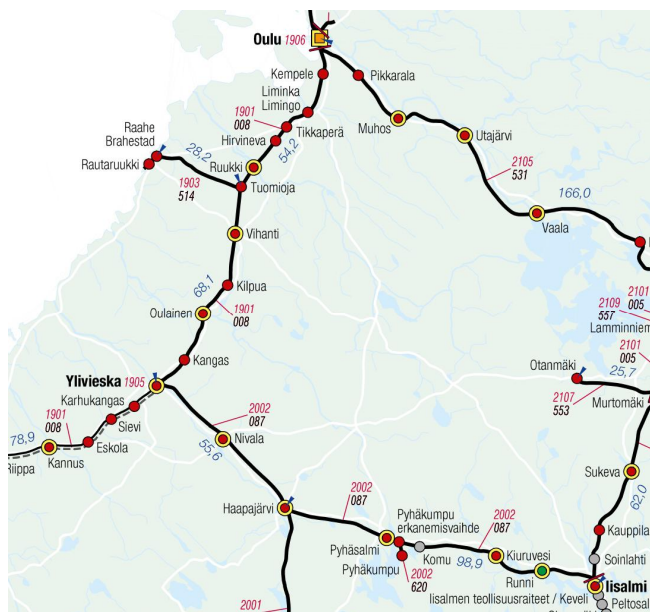 Oulu 1906
Kempele
Pikkarala
Liminka
Limingo
1901
008
Tikkaperä
Muhos
Raahe
Brahestad
Hirvineva
Utajärvi
28,2
54,2
Rautaruukki
Ruukki
2105
531
1903
514
Tuomioja
166,0
Vihanti
Vaala
68,1
Kilpua
2101
005
1901
008
2109
557
Oulainen
Lamminniem
2101
005
Kangas
Otanmäki
25,7
Ylivieska 1905
2107
553
Murtomäki
Karhukangas
1901
008
Sievi
2002
087
78,9
Eskola
55,6
Nivala
Riippa
Kannus
Sukeva
2002
087
62,0
Haapajärvi
Pyhäkumpu
erkanemisvaihde
2002
087
Kauppila
Pyhäsalmi
Komu
98,9
Kiuruvesi
Soinlahti
Pyhäkumpu
2002
620
Runni
Iisalmi
Iisalmen teollisuusraiteet / Keveli
Peltosal
2001